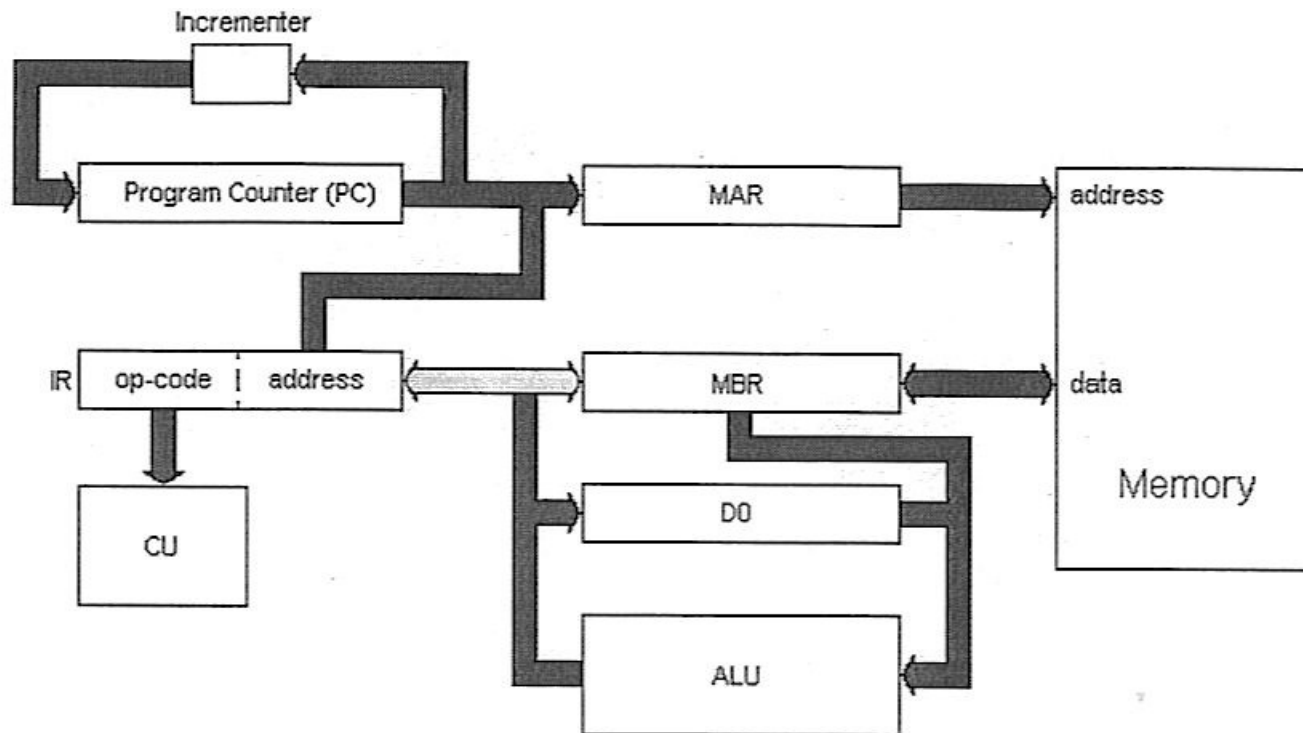 Incrementer
Program Counter (PC)
MAR
address
IR
op-code
address
MBR
data
Memory
D0
CU
ALU